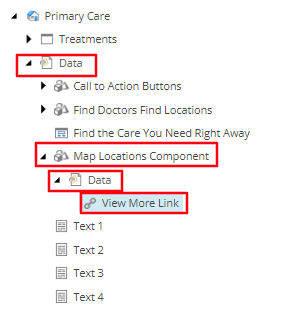 Primary Care
Treatments
Data
Call to Action Buttons
Find Doctors Find Locations
Find the Care You Need Right Away
Map Locations Component
Data
View More Link
Text 1
Text 2
Text 3
Text 4